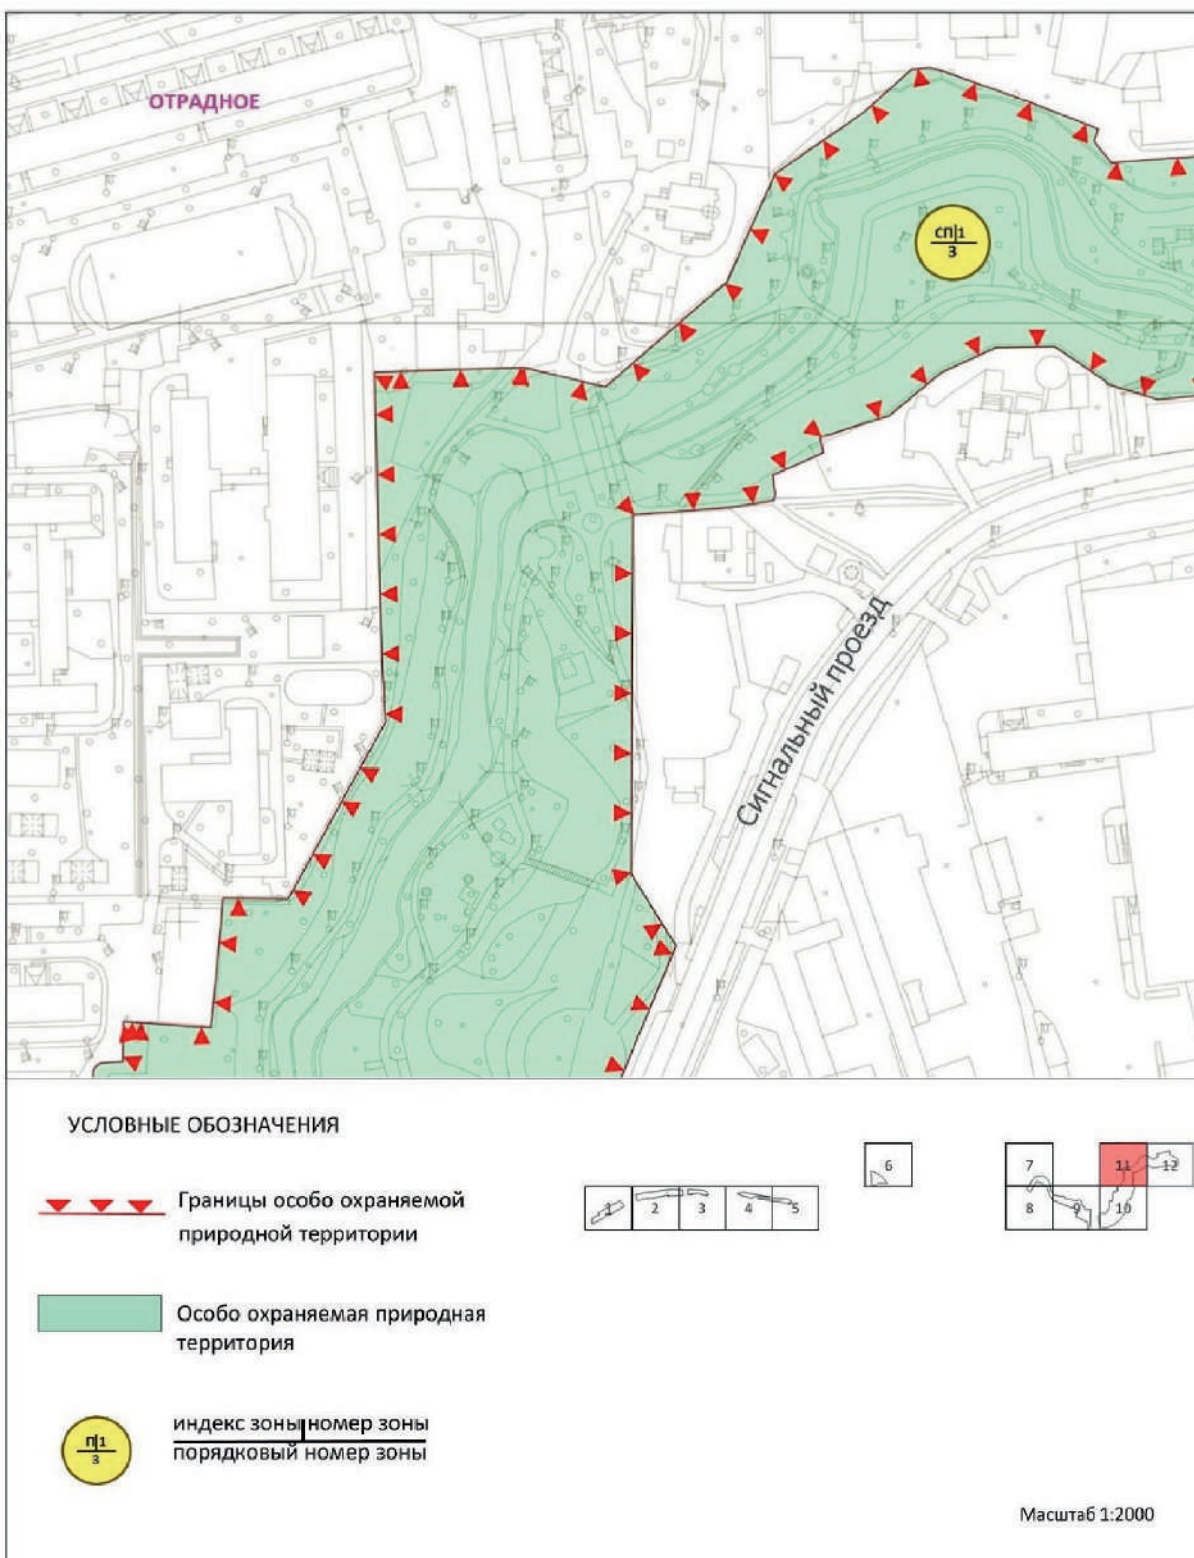 ОТРАДНОЕ
СП|1
3
Сигнальный проезд
УСЛОВНЫЕ ОБОЗНАЧЕНИЯ
Границы особо охраняемой
природной территории
Особо охраняемая природная
территория
П|1
3
индекс зоны|номер зоны
порядковый номер зоны
6
7
11
12
1
2
3
4
5
8
9
10
Масштаб 1:2000